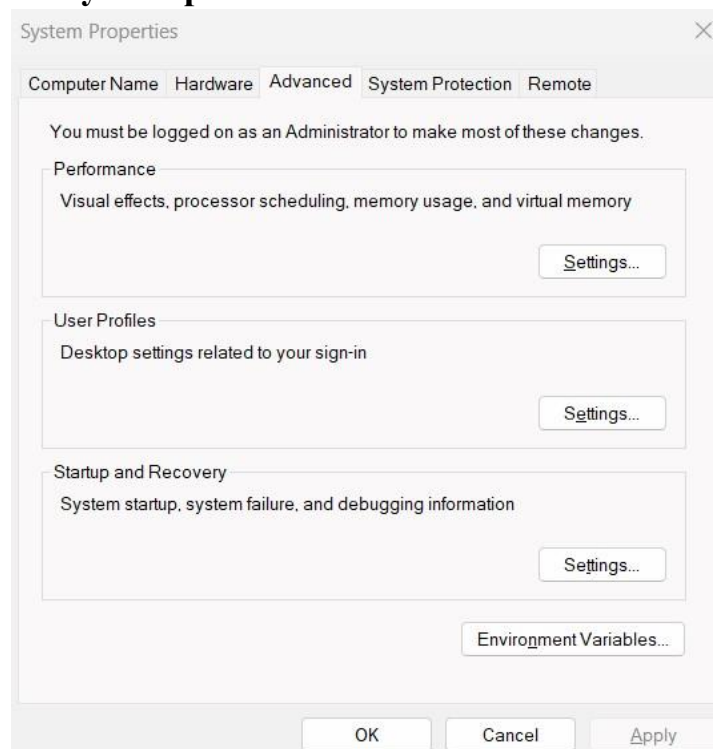 System Properties
Computer Name Hardware Advanced System Protection Remote
You must be logged on as an Administrator to make most of these changes.
Performance
Visual effects, processor scheduling, memory usage, and virtual memory
Settings...
User Profiles
Desktop settings related to your sign-in
Settings...
Startup and Recovery
System startup, system failure, and debugging information
Settings...
Environment Variables...
OK Cancel Apply